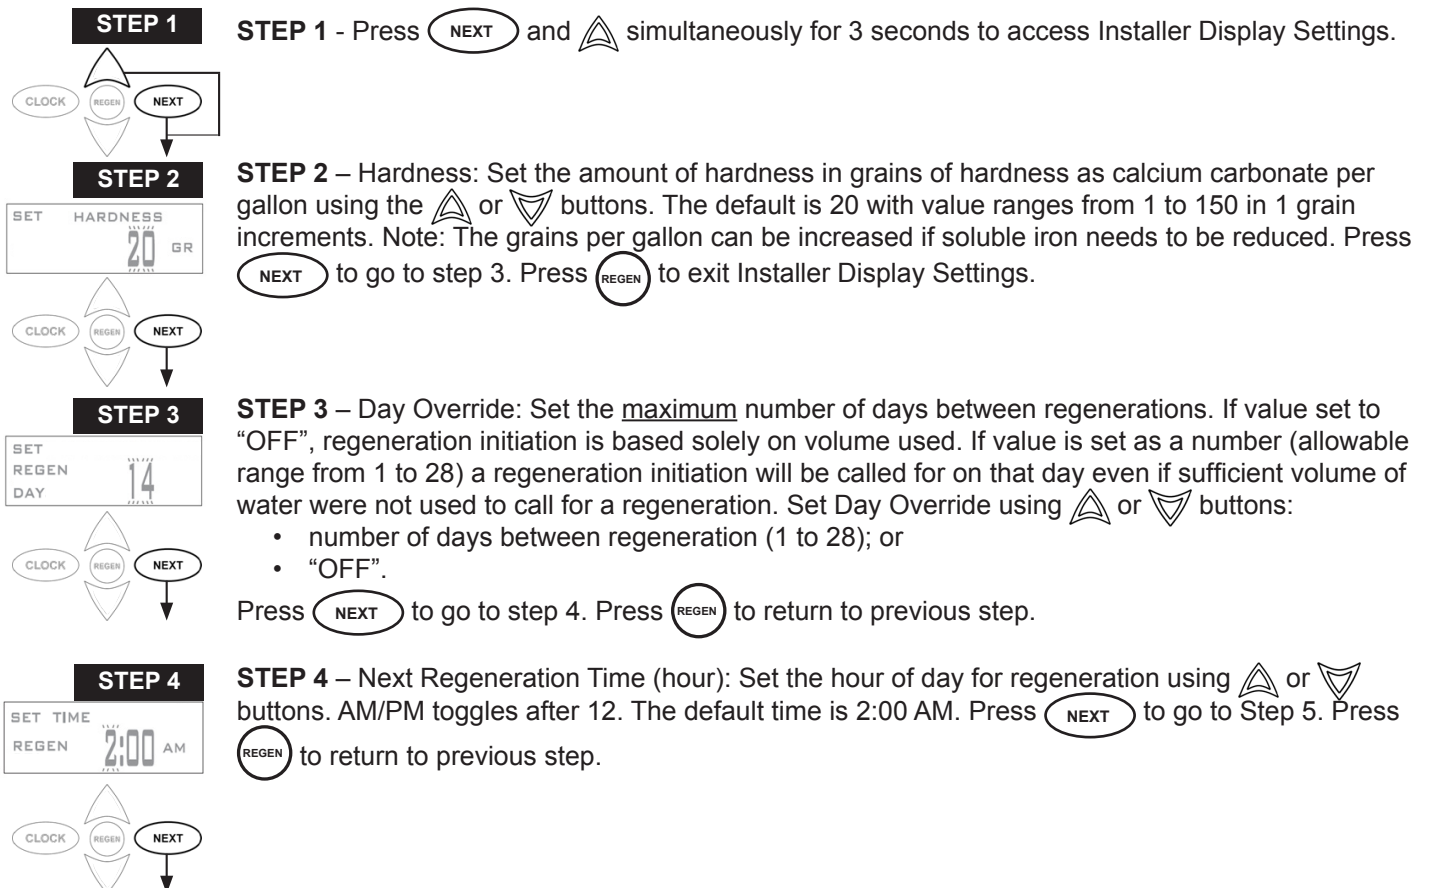 STEP 1
STEP 1 - Press NEXT and simultaneously for 3 seconds to access Installer Display Settings.
CLOCK REGEN NEXT
STEP 2
SET HARDNESS
20 GR
CLOCK REGEN NEXT
STEP 2 – Hardness: Set the amount of hardness in grains of hardness as calcium carbonate per
gallon using the or buttons. The default is 20 with value ranges from 1 to 150 in 1 grain
increments. Note: The grains per gallon can be increased if soluble iron needs to be reduced. Press
NEXT to go to step 3. Press REGEN to exit Installer Display Settings.
STEP 3
SET
REGEN 14
DAY
CLOCK REGEN NEXT
STEP 3 – Day Override: Set the maximum number of days between regenerations. If value set to
“OFF”, regeneration initiation is based solely on volume used. If value is set as a number (allowable
range from 1 to 28) a regeneration initiation will be called for on that day even if sufficient volume of
water were not used to call for a regeneration. Set Day Override using or buttons:
• number of days between regeneration (1 to 28); or
• “OFF”.
Press NEXT to go to step 4. Press REGEN to return to previous step.
STEP 4
SET TIME
REGEN 2:00 AM
CLOCK REGEN NEXT
STEP 4 – Next Regeneration Time (hour): Set the hour of day for regeneration using or
buttons. AM/PM toggles after 12. The default time is 2:00 AM. Press NEXT to go to Step 5. Press
REGEN to return to previous step.